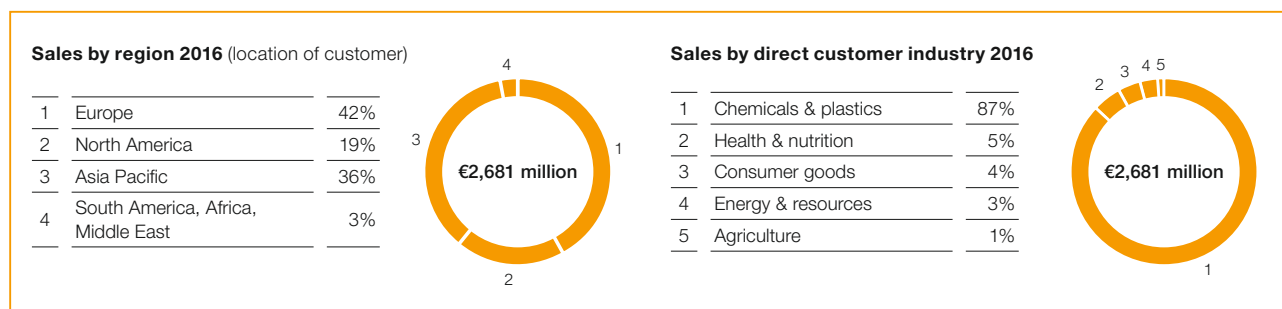 Sales by region 2016 (location of customer)
1 Europe 42%
2 North America 19%
3 Asia Pacific 36%
4 South America, Africa,
Middle East 3%
4
3
1
€2,681 million
2
Sales by direct customer industry 2016
1 Chemicals & plastics 87%
2 Health & nutrition 5%
3 Consumer goods 4%
4 Energy & resources 3%
5 Agriculture 1%
2 3 4 5
€2,681 million
1